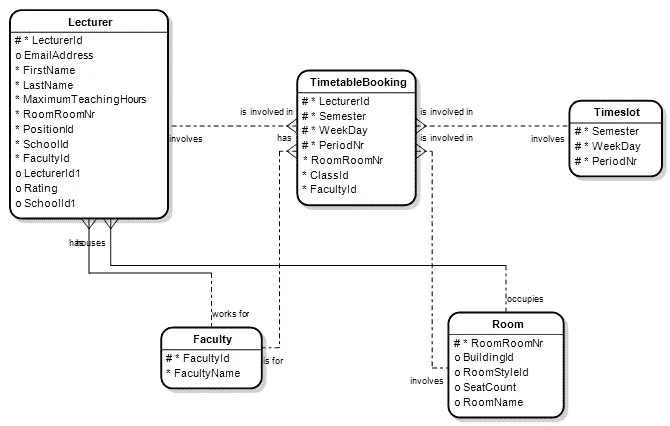 Lecturer
# * LecturerId
o EmailAddress
* FirstName
* LastName
* MaximumTeachingHours
* RoomRoomNr
* PositionId
* SchoolId
* FacultyId
o LecturerId1
o Rating
o SchoolId1
involves
is involved in
has
TimetableBooking
# * LecturerId
# * Semester
# * WeekDay
# * PeriodNr
* RoomRoomNr
* ClassId
* FacultyId
is involved in
is involved in
involves
Timeslot
# * Semester
# * WeekDay
# * PeriodNr
has
houses
works for
occupies
Faculty
# * FacultyId
* FacultyName
is for
involves
Room
# * RoomRoomNr
o BuildingId
o RoomStyleId
o SeatCount
o RoomName